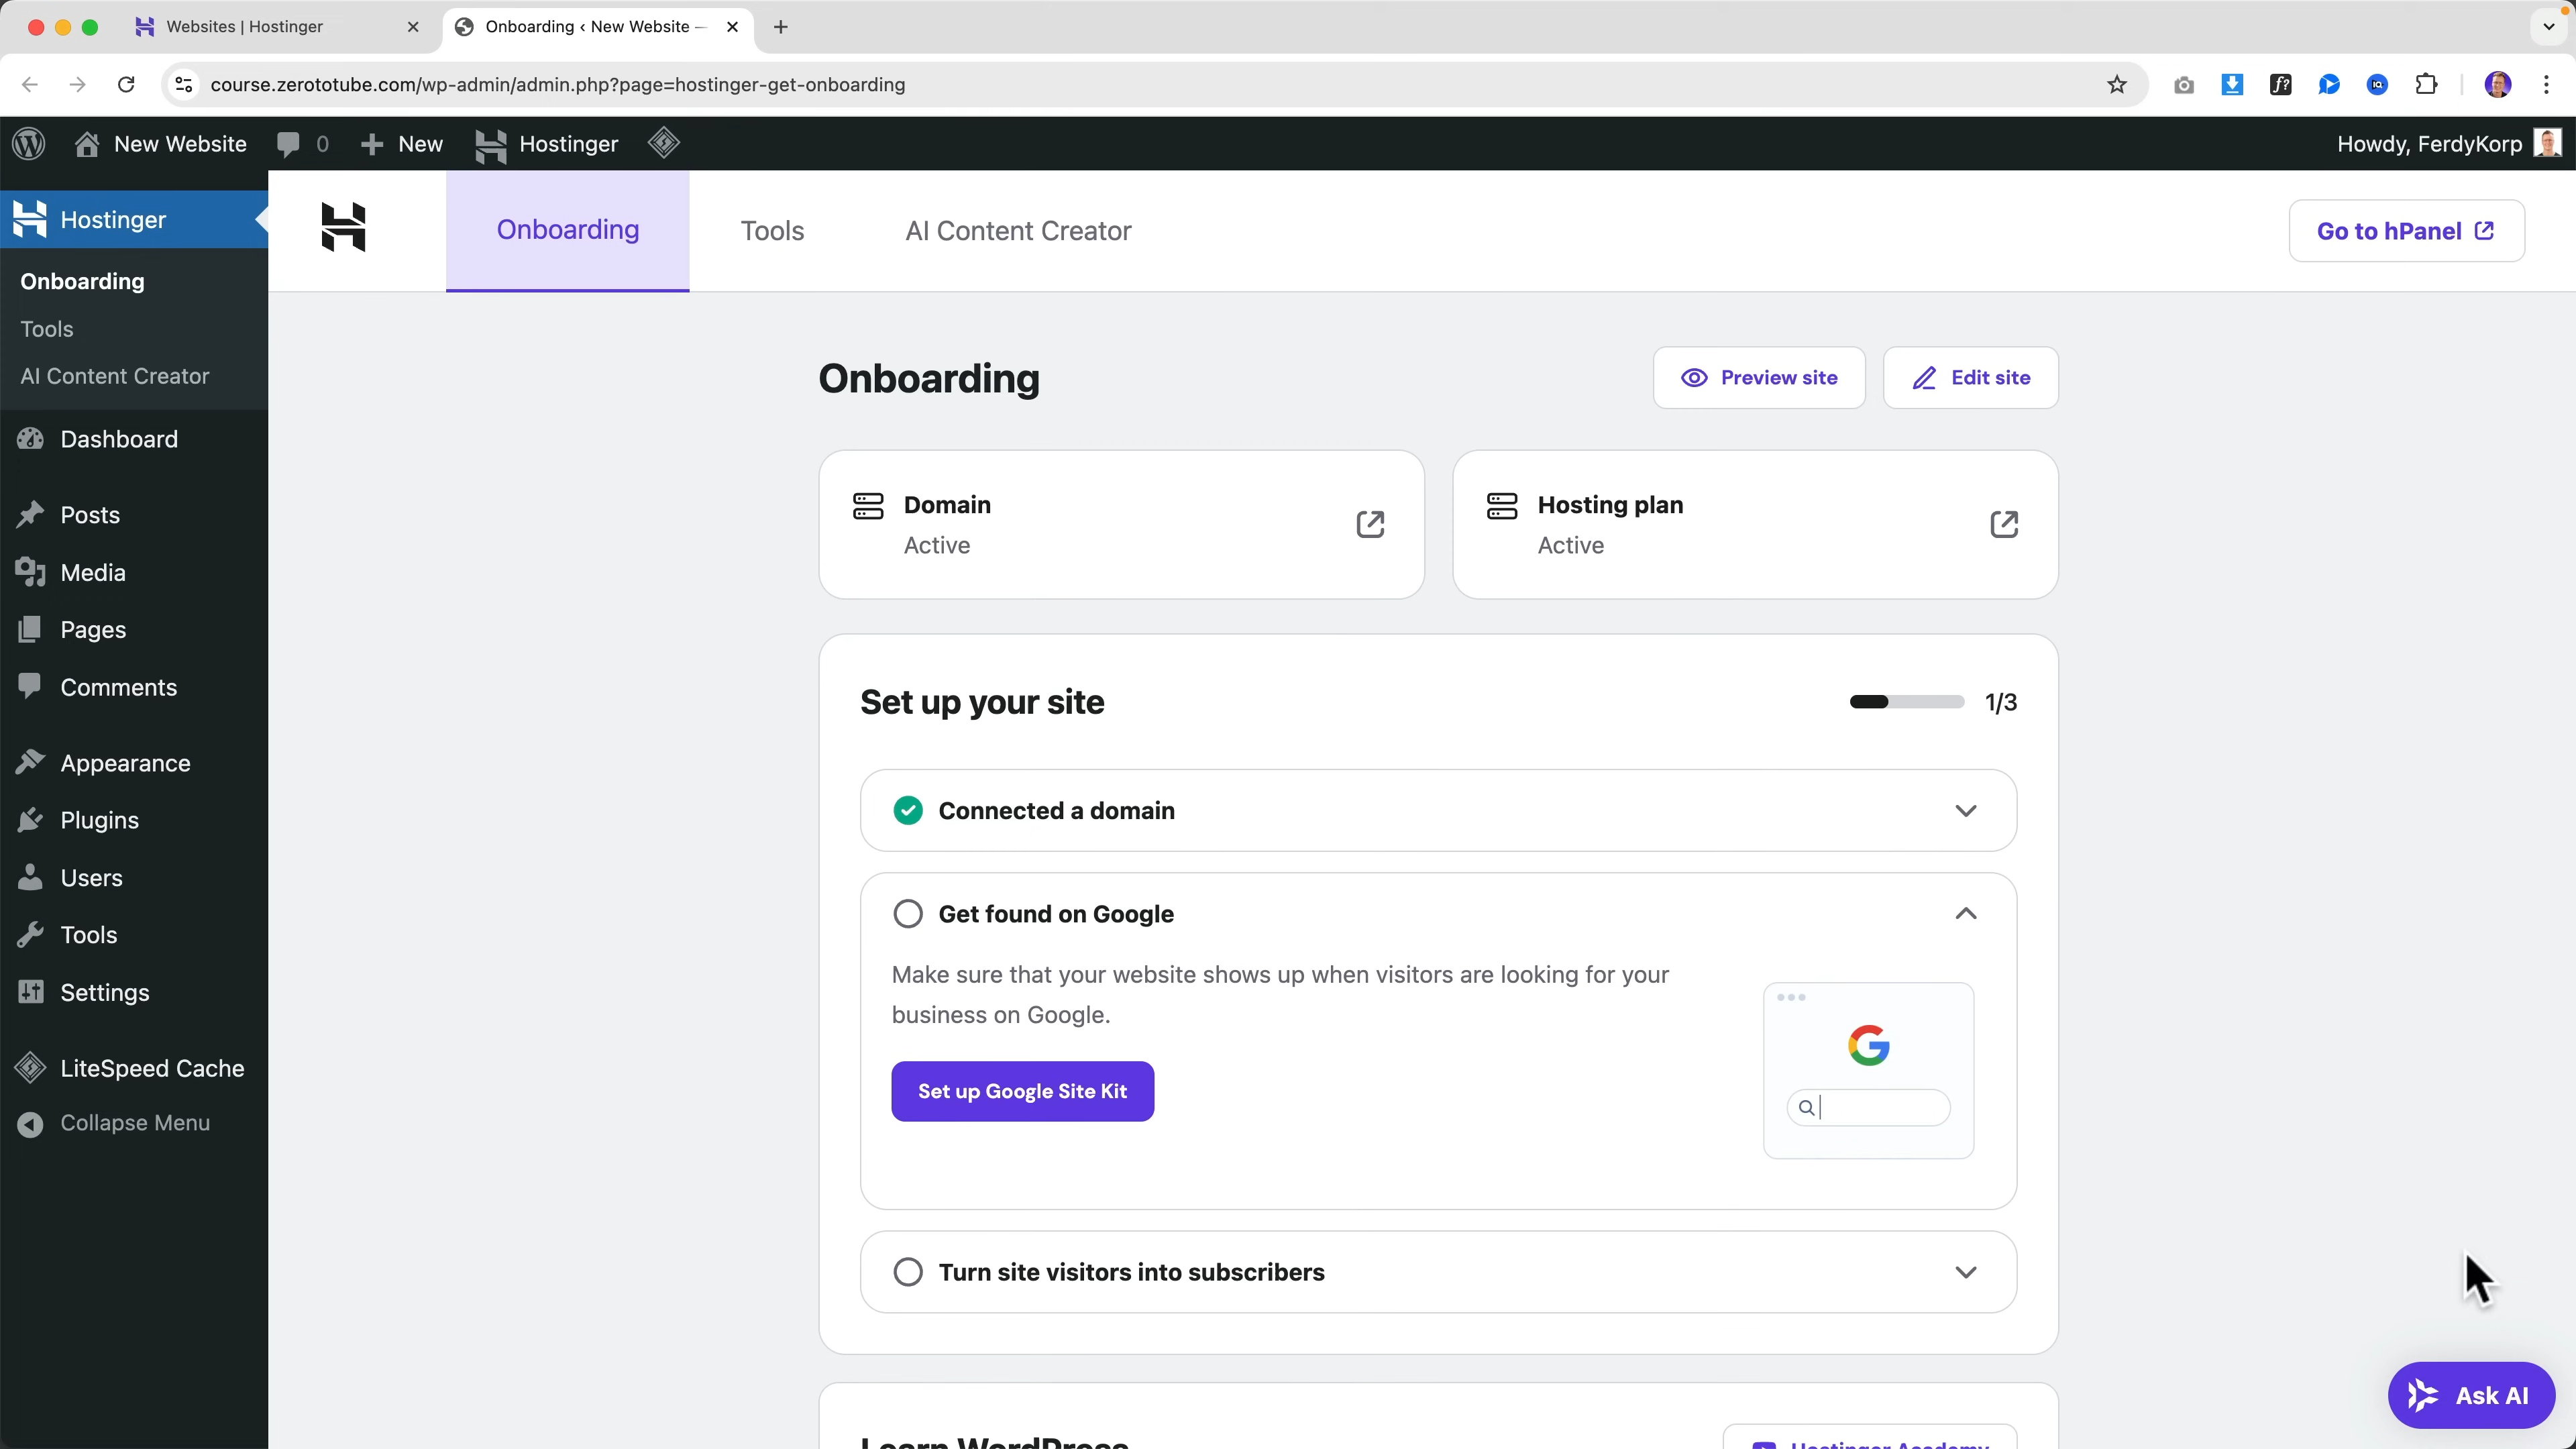 Websites | Hostinger
Onboarding ‹ New Website —
course.zerototube.com/wp-admin/admin.php?page=hostinger-get-onboarding
New Website
0
New
Hostinger
Howdy, FerdyKorp
Hostinger
Onboarding
Tools
AI Content Creator
Dashboard
Posts
Media
Pages
Comments
Appearance
Plugins
Users
Tools
Settings
LiteSpeed Cache
Collapse Menu
Onboarding
Tools
AI Content Creator
Go to hPanel
Onboarding
Preview site
Edit site
Domain
Active
Hosting plan
Active
Set up your site
1/3
Connected a domain
Get found on Google
Make sure that your website shows up when visitors are looking for your
business on Google.
Set up Google Site Kit
Turn site visitors into subscribers
Learn WordPress
Hostinger Academy
Ask AI